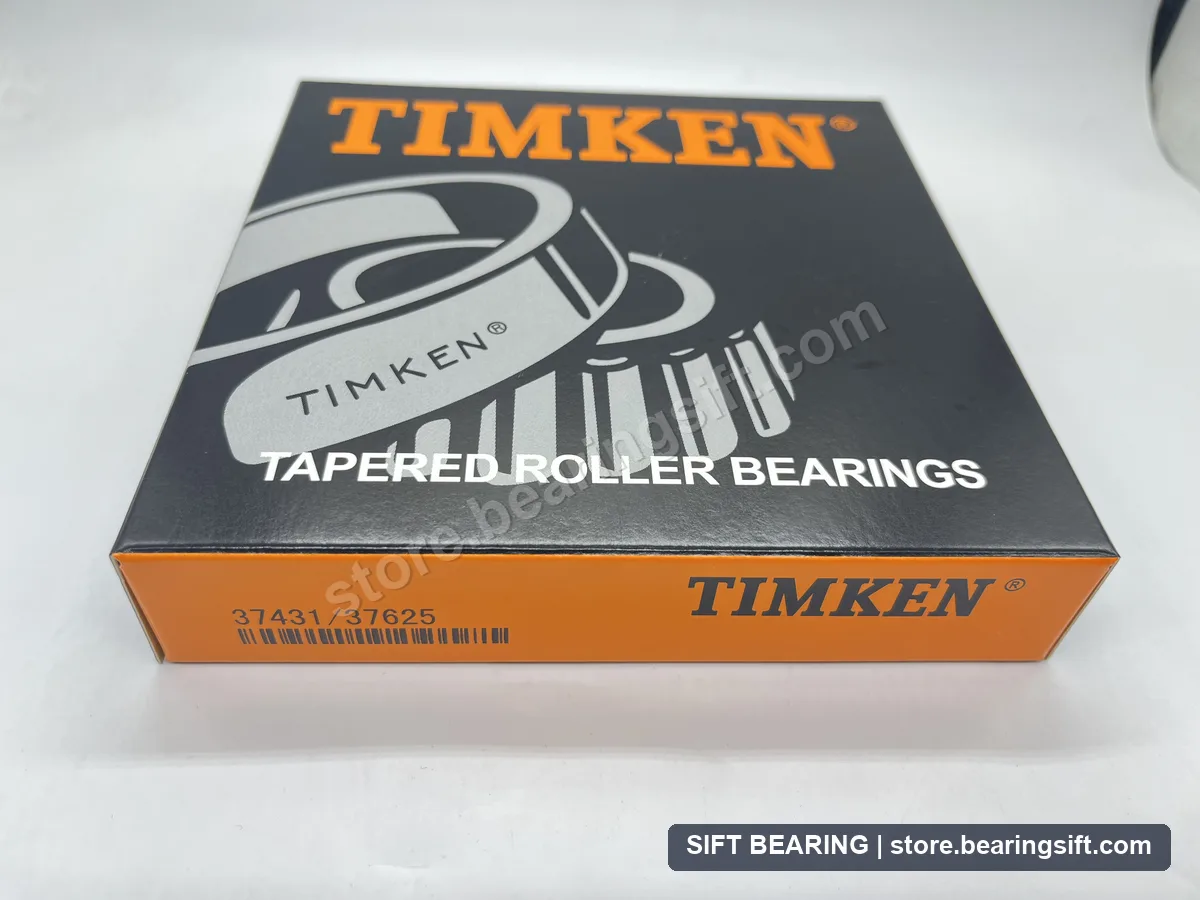 TIMKEN®
TIMKEN®
TAPERED ROLLER BEARINGS
store.bearingsift.com
TIMKEN®
37431/37625
SIFT BEARING | store.bearingsift.com